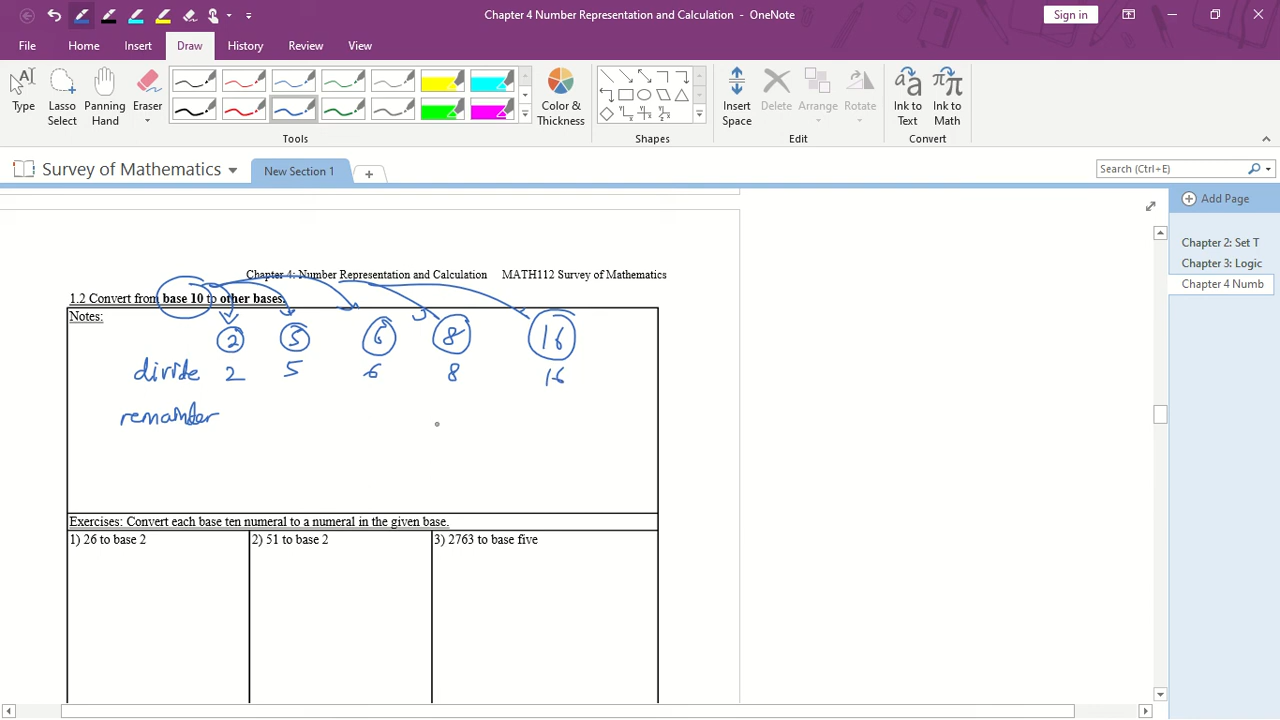 Chapter 4 Number Representation and Calculation - OneNote
Sign in
File Home Insert Draw History Review View
Type
Lasso Select
Panning Hand
Eraser
Color & Thickness
Insert Space
Delete
Arrange
Rotate
Ink to Text
Ink to Math
Tools Shapes Edit Convert
Survey of Mathematics
New Section 1
Search (Ctrl+E)
Add Page
Chapter 2: Set T
Chapter 3: Logic
Chapter 4 Numb
Chapter 4: Number Representation and Calculation MATH112 Survey of Mathematics
1.2 Convert from base 10 to other bases.
Notes:
2 5 6 8 16
divide 2 5 6 8 16
remainder
Exercises: Convert each base ten numeral to a numeral in the given base.
1) 26 to base 2
2) 51 to base 2
3) 2763 to base five